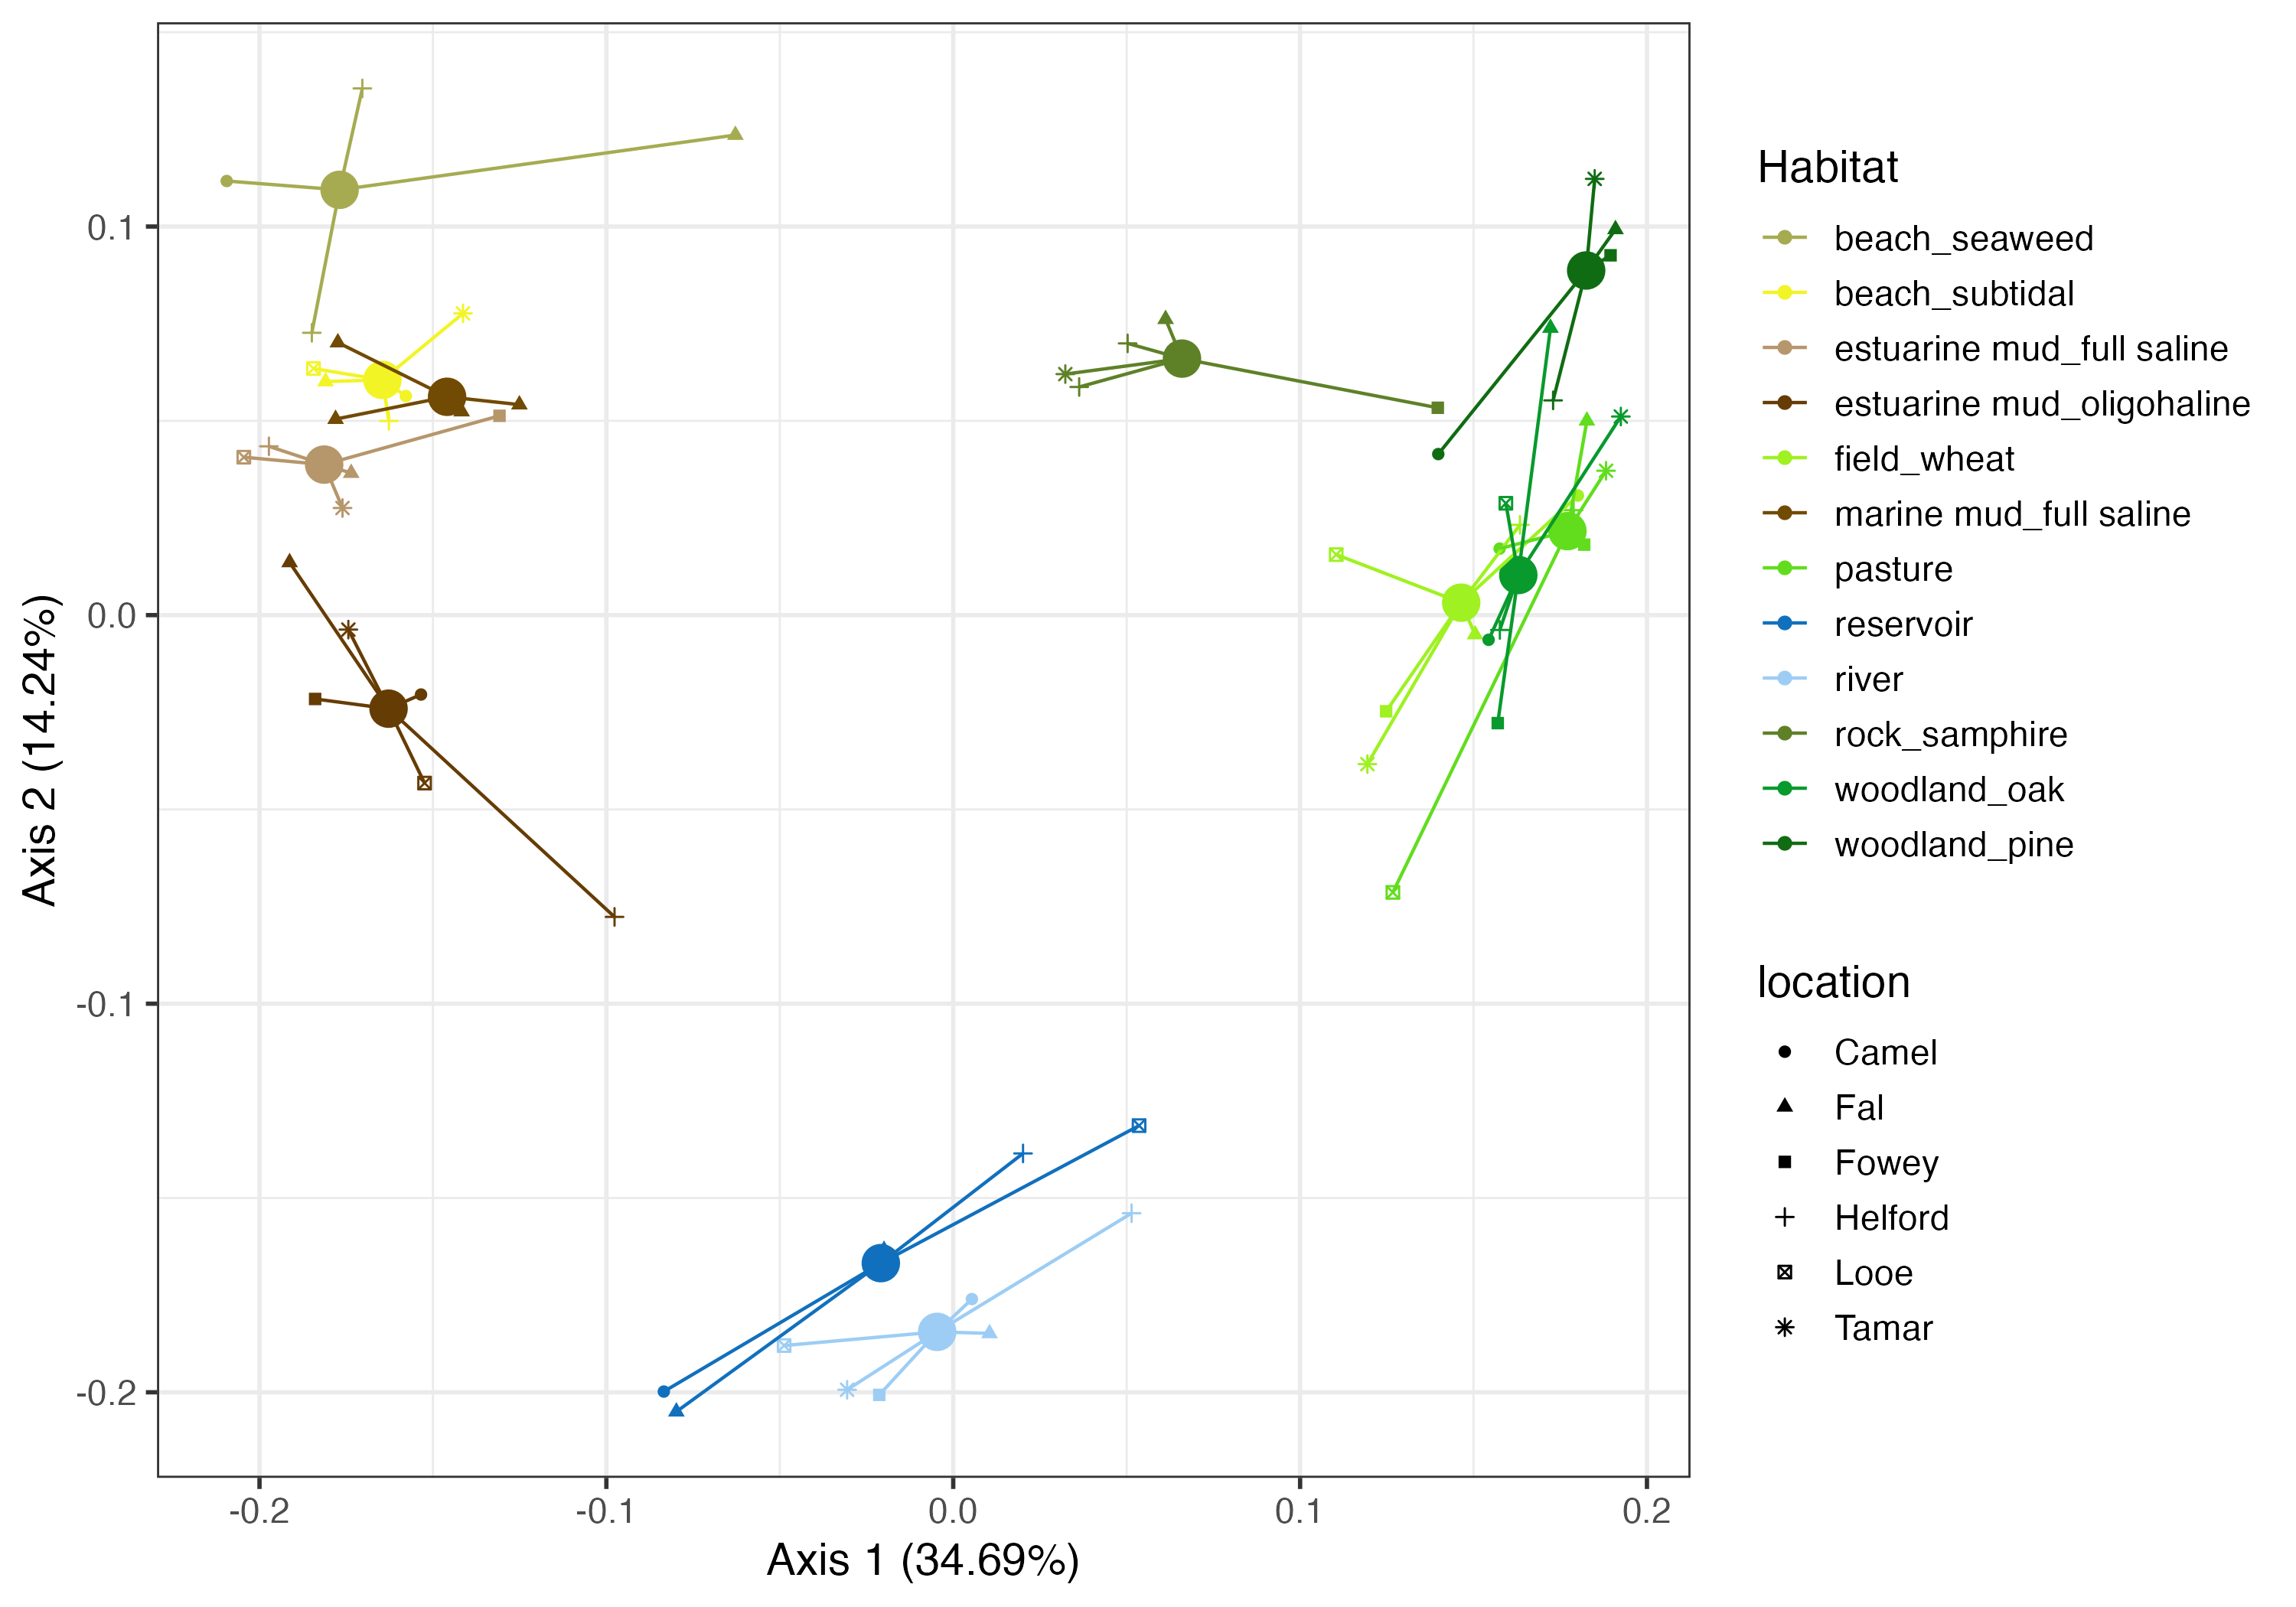 Axis 2 (14.24%)
0.1
0.0
-0.1
-0.2
-0.2
-0.1
0.0
0.1
0.2
Axis 1 (34.69%)
Habitat
beach_seaweed
beach_subtidal
estuarine mud_full saline
estuarine mud_oligohaline
field_wheat
marine mud_full saline
pasture
reservoir
river
rock_samphire
woodland_oak
woodland_pine
location
Camel
Fal
Fowey
Helford
Looe
Tamar